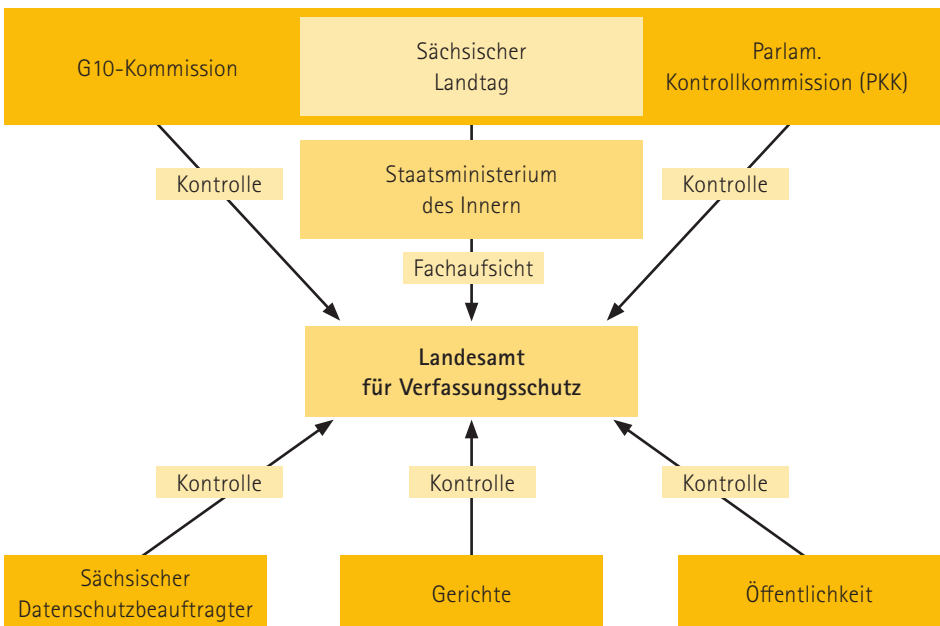 G10-Kommission
Sächsischer
Landtag
Parlam.
Kontrollkommission (PKK)
Kontrolle
Staatsministerium
des Innern
Kontrolle
Fachaufsicht
Landesamt
für Verfassungsschutz
Kontrolle
Kontrolle
Kontrolle
Sächsischer
Datenschutzbeauftragter
Gerichte
Öffentlichkeit